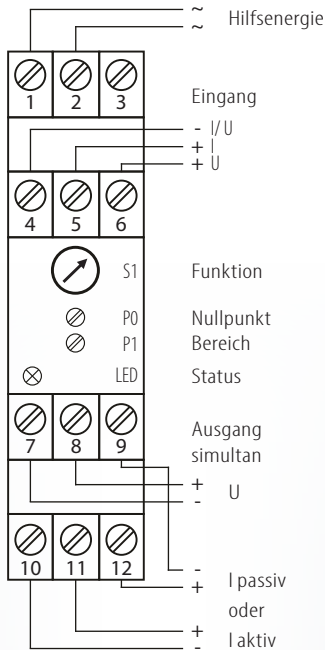 ~
~ Hilfsenergie
1 2 3
Eingang
- I/ U
+ I
+ U
4 5 6
S1 Funktion
P0 Nullpunkt
P1 Bereich
LED Status
7 8 9
Ausgang
simultan
+
- U
10 11 12
-
+ I passiv
oder
+
- I aktiv